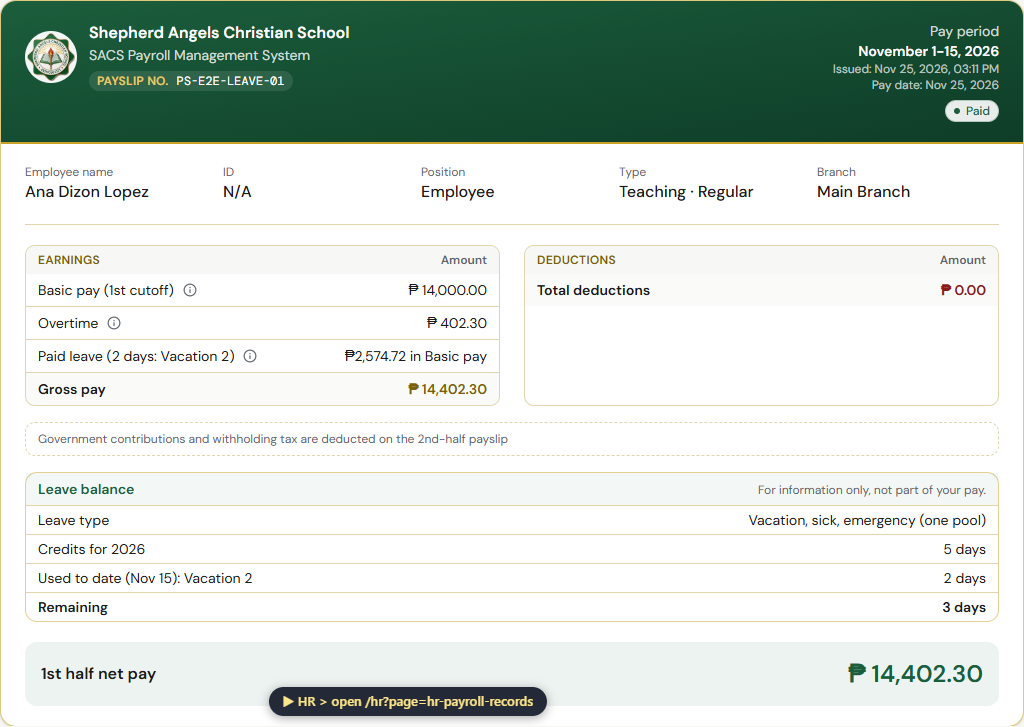 Shepherd Angels Christian School
SACS Payroll Management System
PAYSLIP NO. PS-E2E-LEAVE-01
Pay period
November 1–15, 2026
Issued: Nov 25, 2026, 03:11 PM
Pay date: Nov 25, 2026
Paid
Employee name
Ana Dizon Lopez
ID
N/A
Position
Employee
Type
Teaching · Regular
Branch
Main Branch
EARNINGS Amount
Basic pay (1st cutoff) ₱ 14,000.00
Overtime ₱ 402.30
Paid leave (2 days: Vacation 2) ₱2,574.72 in Basic pay
Gross pay ₱ 14,402.30
DEDUCTIONS Amount
Total deductions ₱ 0.00
Government contributions and withholding tax are deducted on the 2nd-half payslip
Leave balance For information only, not part of your pay.
Leave type Vacation, sick, emergency (one pool)
Credits for 2026 5 days
Used to date (Nov 15): Vacation 2 2 days
Remaining 3 days
1st half net pay ₱ 14,402.30
▶ HR > open /hr?page=hr-payroll-records